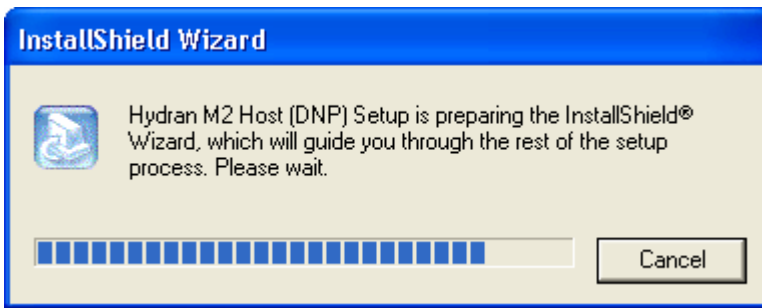 InstallShield Wizard
Hydran M2 Host (DNP) Setup is preparing the InstallShield®
Wizard, which will guide you through the rest of the setup
process. Please wait.
Cancel